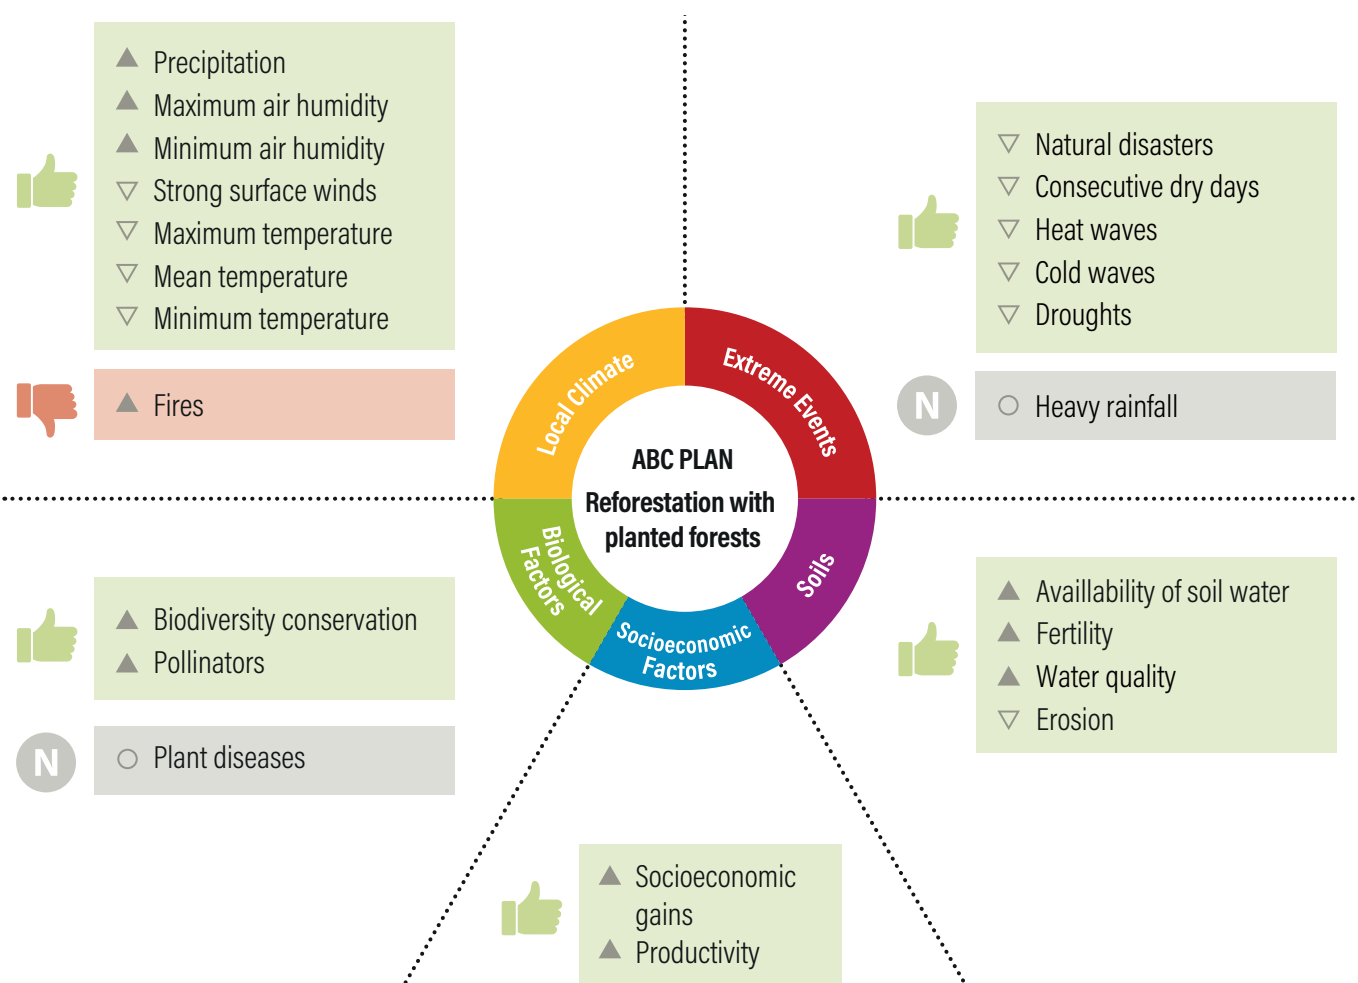 Precipitation
Maximum air humidity
Minimum air humidity
Strong surface winds
Maximum temperature
Mean temperature
Minimum temperature
Fires
Natural disasters
Consecutive dry days
Heat waves
Cold waves
Droughts
N
Heavy rainfall
Local Climate
Extreme Events
ABC PLAN
Reforestation with
planted forests
Biological
Factors
Socioeconomic
Factors
Soils
Biodiversity conservation
Pollinators
N
Plant diseases
Availlability of soil water
Fertility
Water quality
Erosion
Socioeconomic
gains
Productivity